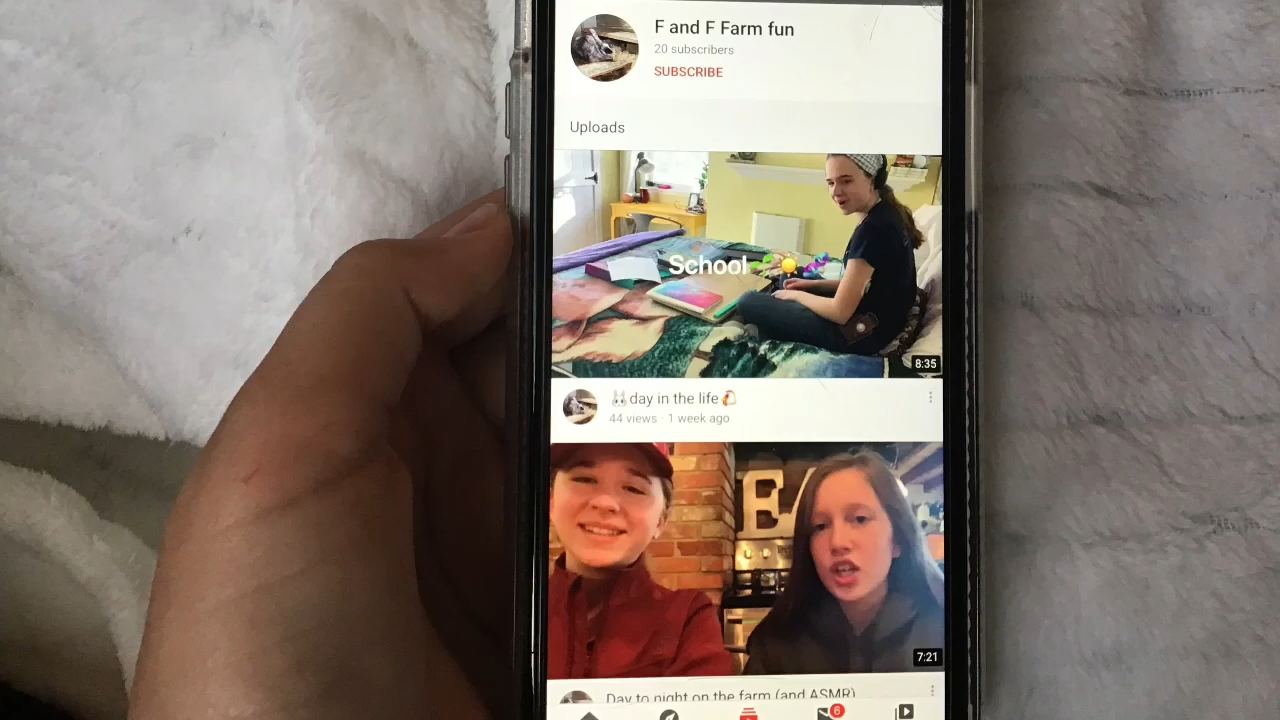 F and F Farm fun
20 subscribers
SUBSCRIBE
Uploads
School
8:35
day in the life
44 views · 1 week ago
E
7:21
Day to night on the farm (and ASMR)
6